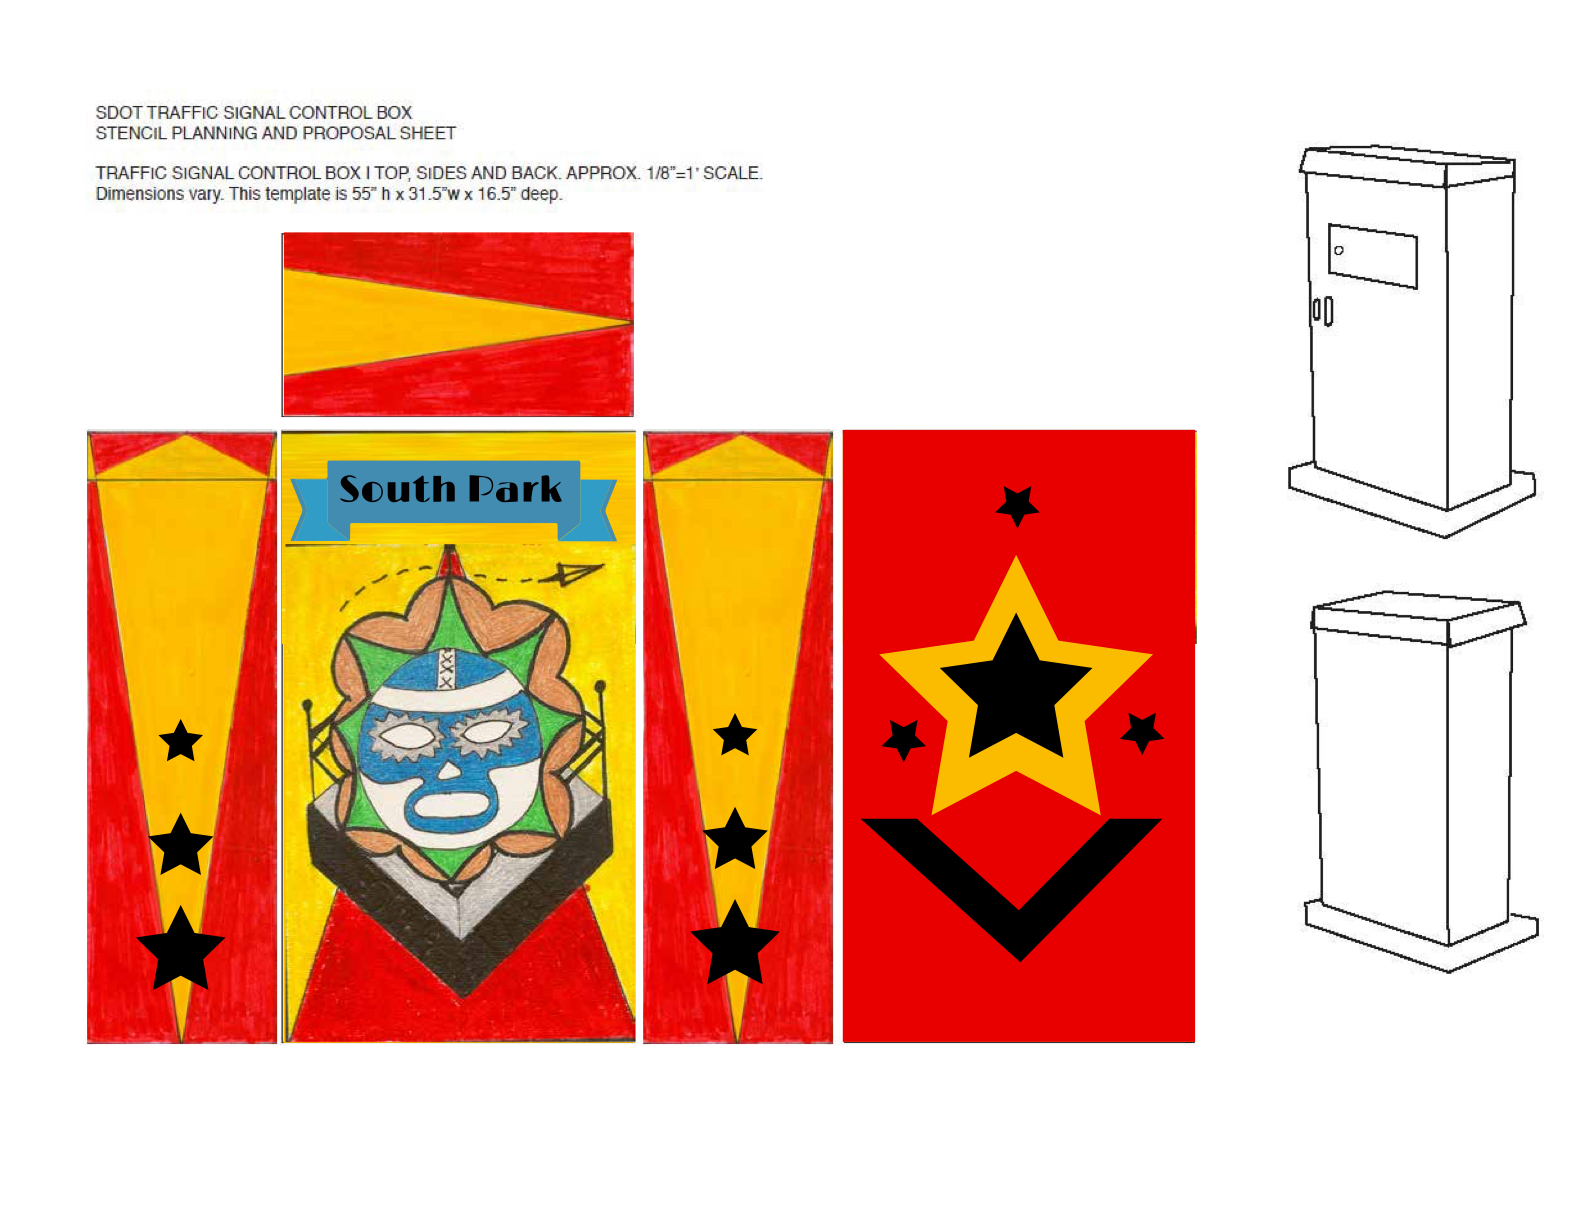 SDOT TRAFFIC SIGNAL CONTROL BOX
STENCIL PLANNING AND PROPOSAL SHEET
TRAFFIC SIGNAL CONTROL BOX I TOP, SIDES AND BACK. APPROX. 1/8"=1' SCALE.
Dimensions vary. This template is 55" h x 31.5"w x 16.5" deep.
South Park